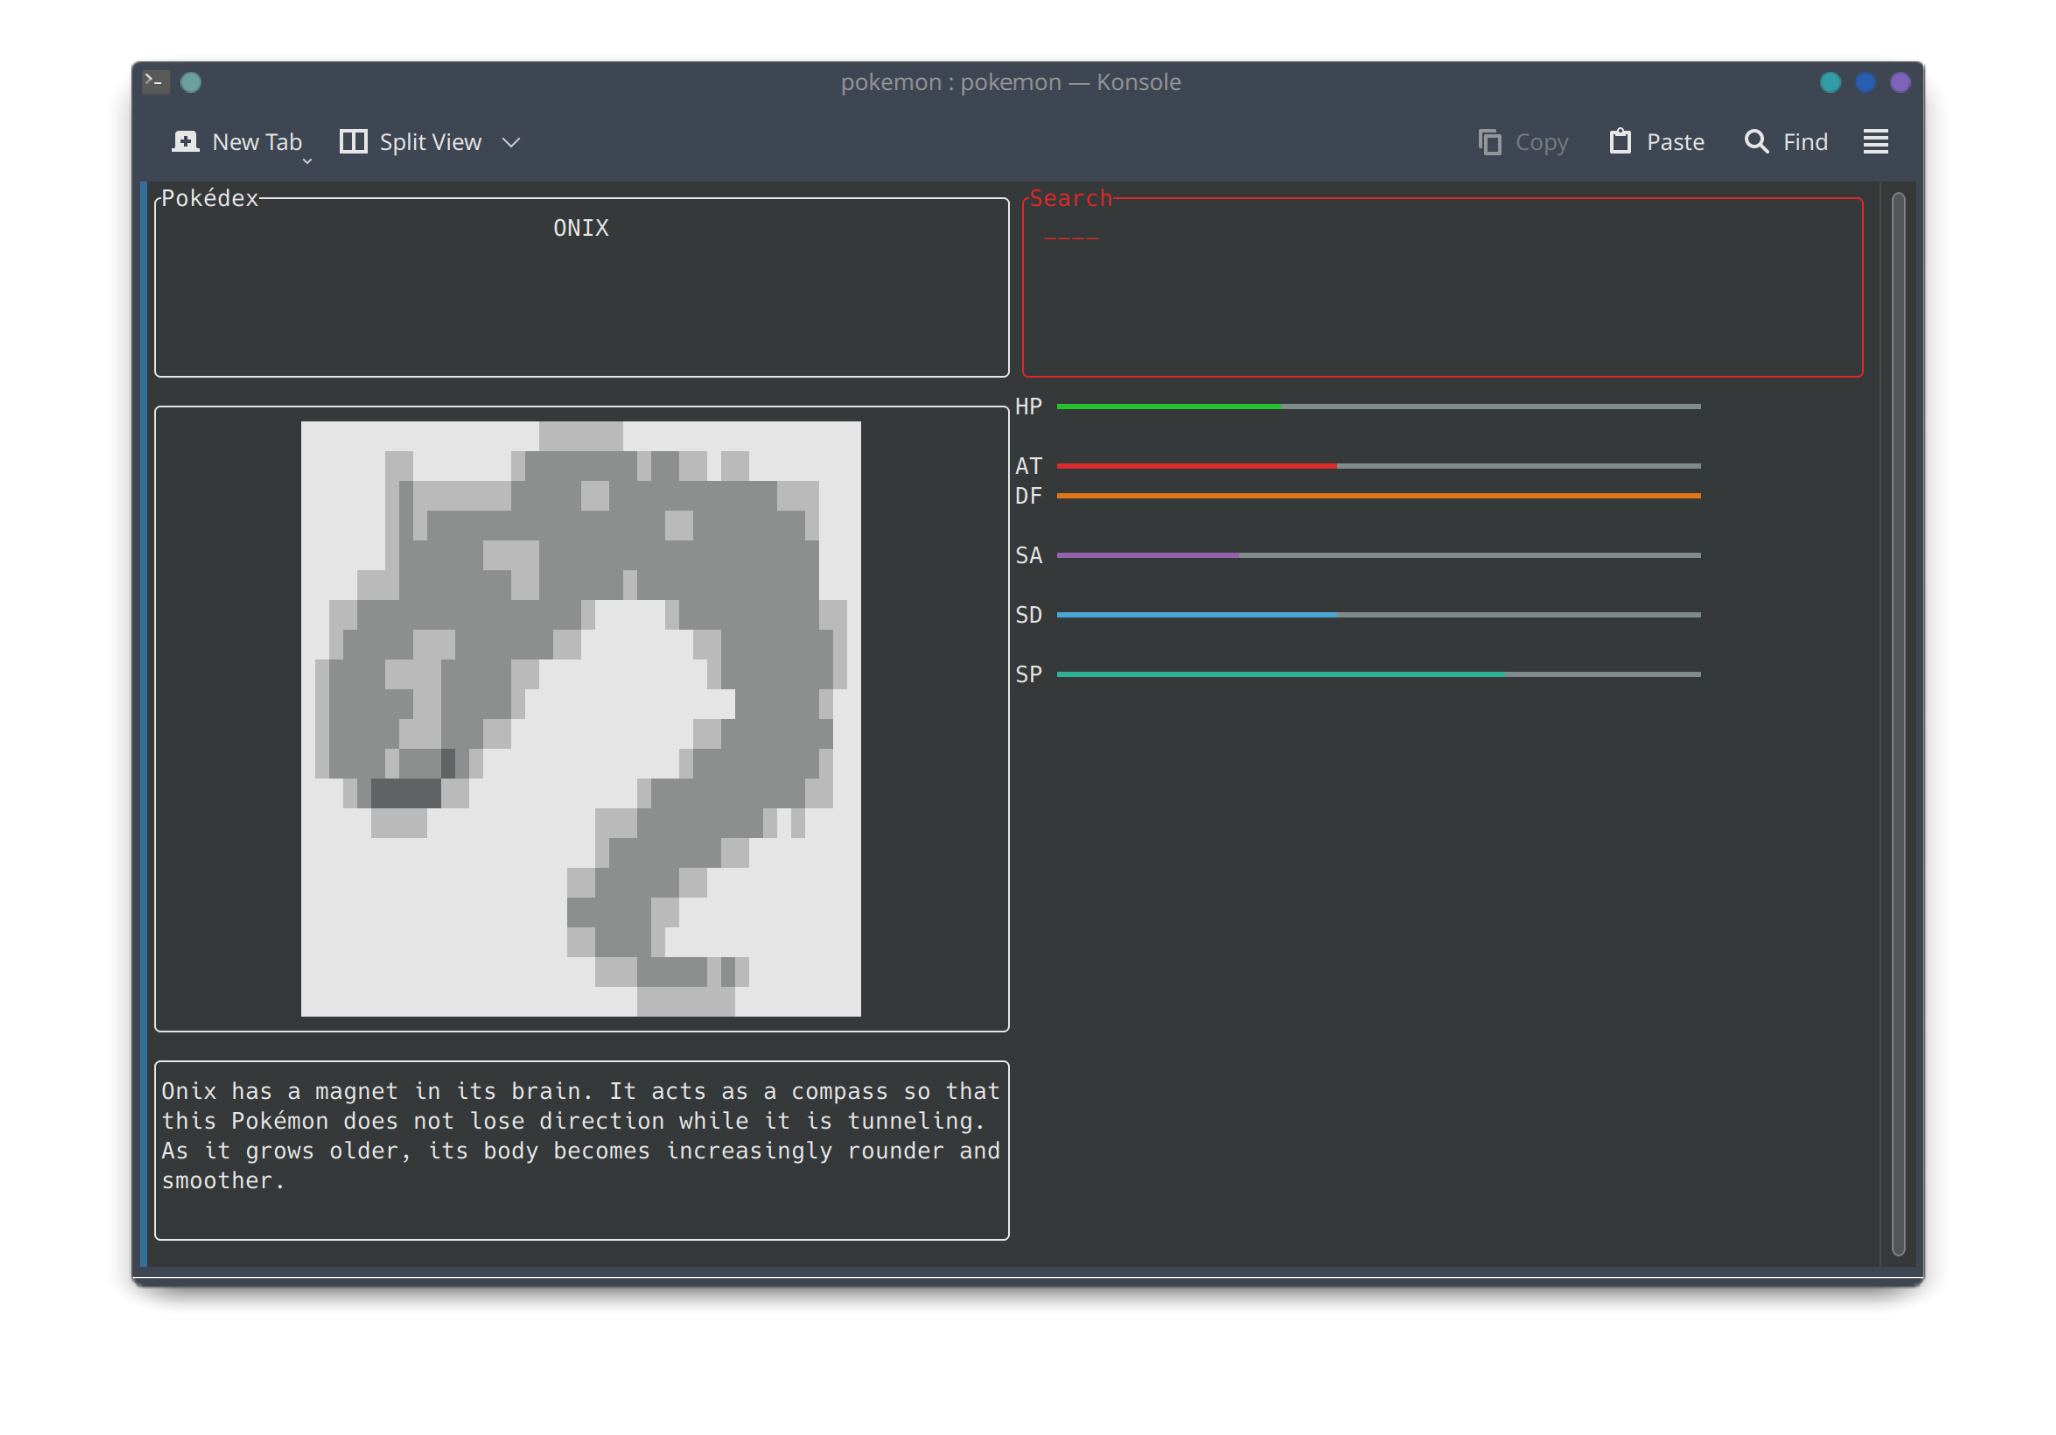 pokemon : pokemon — Konsole
New Tab
Split View
Copy
Paste
Find
Pokédex
ONIX
Search
____
HP
AT
DF
SA
SD
SP
Onix has a magnet in its brain. It acts as a compass so that
this Pokémon does not lose direction while it is tunneling.
As it grows older, its body becomes increasingly rounder and
smoother.